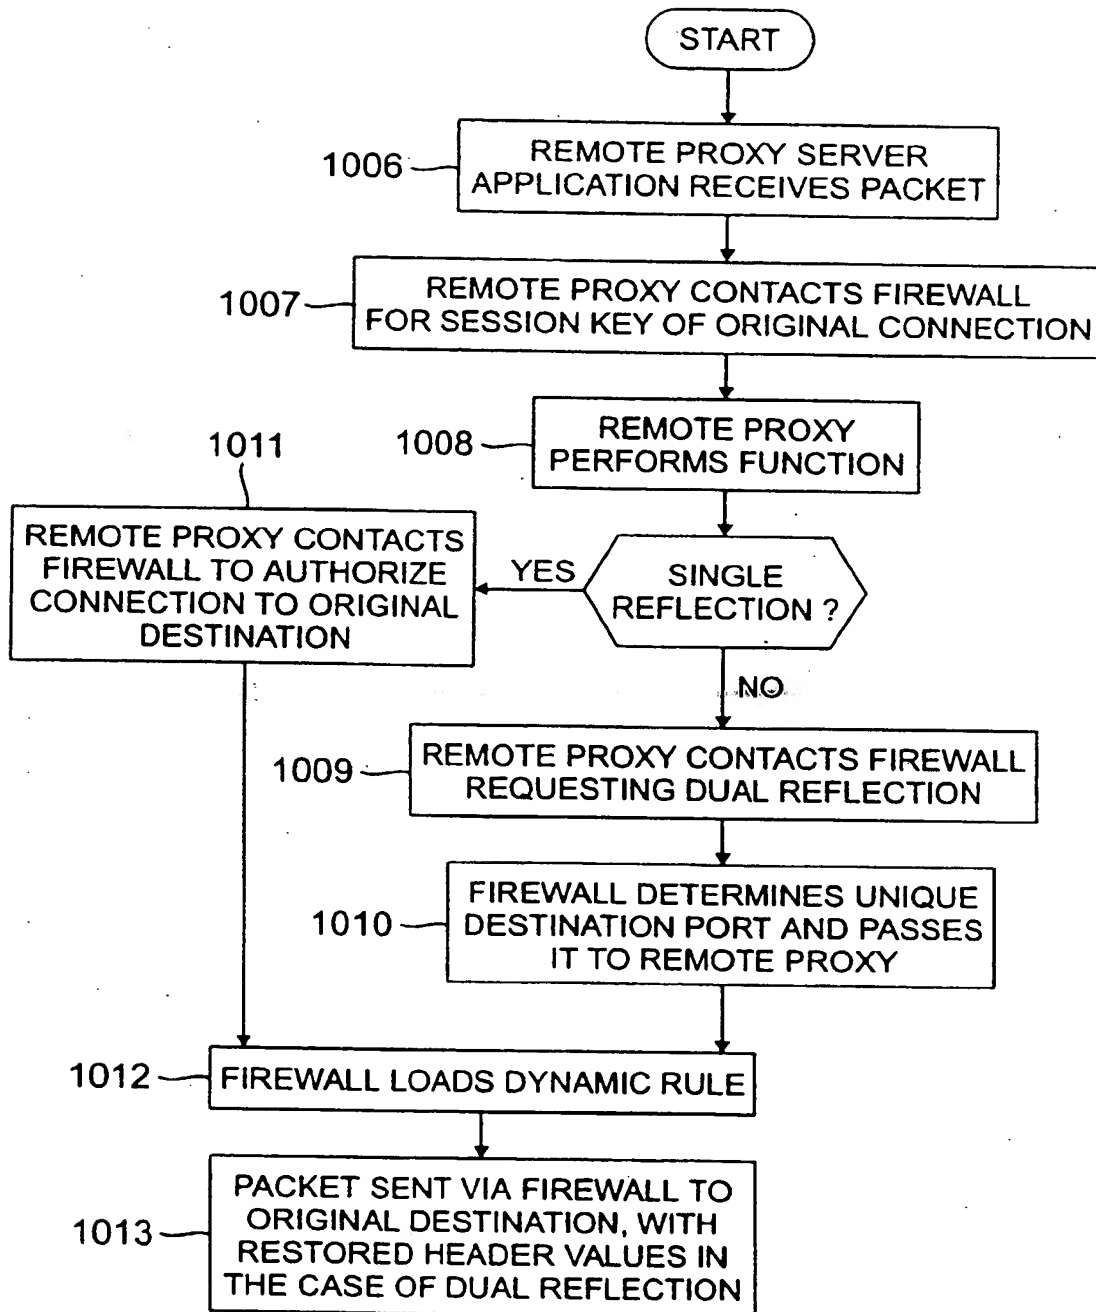 START
1006
REMOTE PROXY SERVER
APPLICATION RECEIVES PACKET
1007
REMOTE PROXY CONTACTS FIREWALL
FOR SESSION KEY OF ORIGINAL CONNECTION
1008
REMOTE PROXY
PERFORMS FUNCTION
1011
REMOTE PROXY CONTACTS
FIREWALL TO AUTHORIZE
CONNECTION TO ORIGINAL
DESTINATION
YES
SINGLE
REFLECTION ?
NO
1009
REMOTE PROXY CONTACTS FIREWALL
REQUESTING DUAL REFLECTION
1010
FIREWALL DETERMINES UNIQUE
DESTINATION PORT AND PASSES
IT TO REMOTE PROXY
1012
FIREWALL LOADS DYNAMIC RULE
1013
PACKET SENT VIA FIREWALL TO
ORIGINAL DESTINATION, WITH
RESTORED HEADER VALUES IN
THE CASE OF DUAL REFLECTION